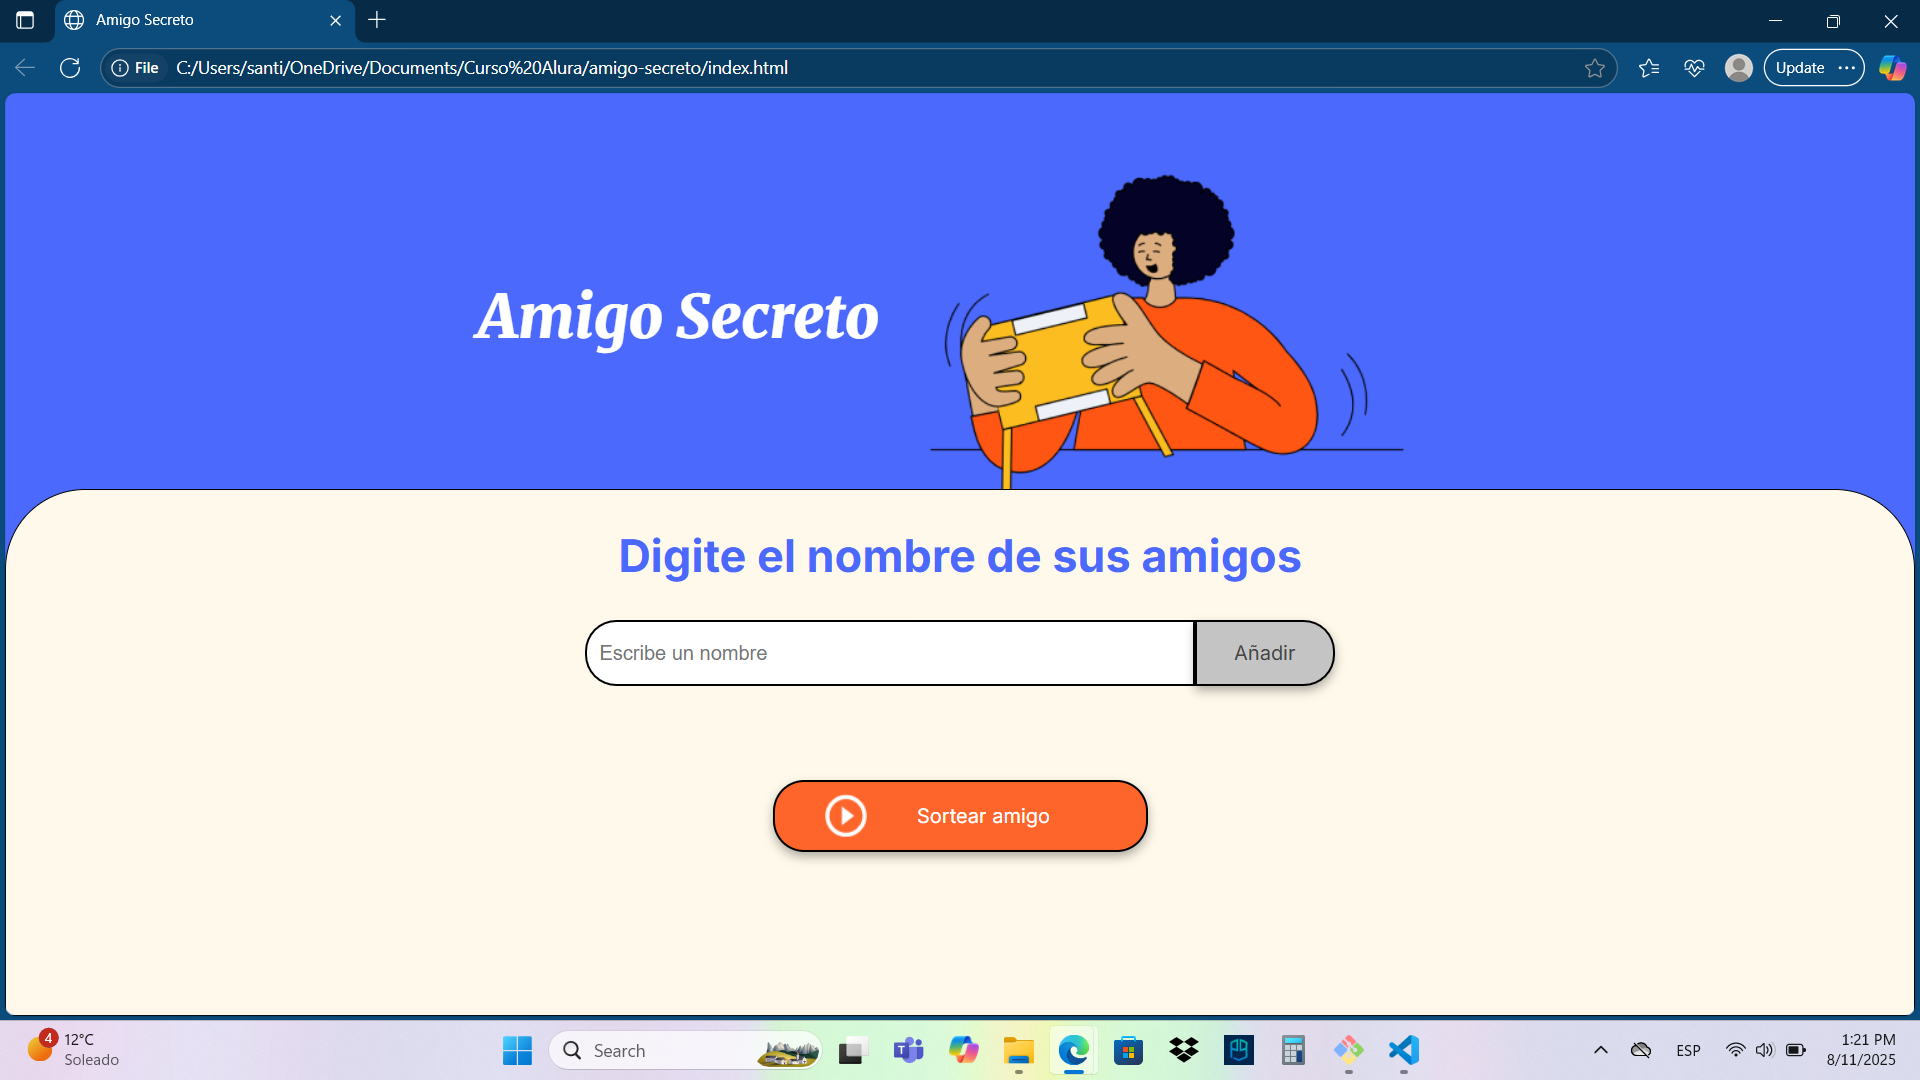 Amigo Secreto
File C:/Users/santi/OneDrive/Documents/Curso%20Alura/amigo-secreto/index.html Update
Amigo Secreto
Digite el nombre de sus amigos
Escribe un nombre Añadir
Sortear amigo
4 12°C
Soleado
Search
ESP
1:21 PM
8/11/2025